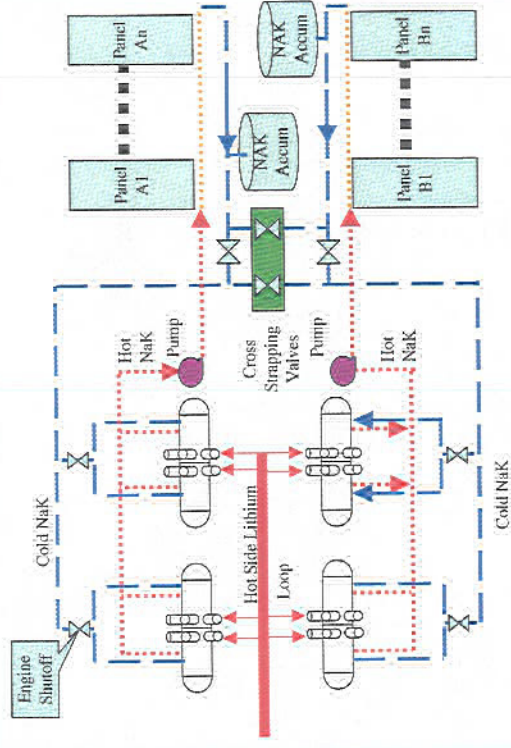 Panel
An
Panel
A1
NAK
Accum
NAK
Accum
Panel
Bn
Panel
B1
Hot
NaK
Pump
Cross
Strapping
Valves
Pump
Hot
NaK
Cold NaK
Hot Side Lithium
Loop
Cold NaK
Engine
Shutoff